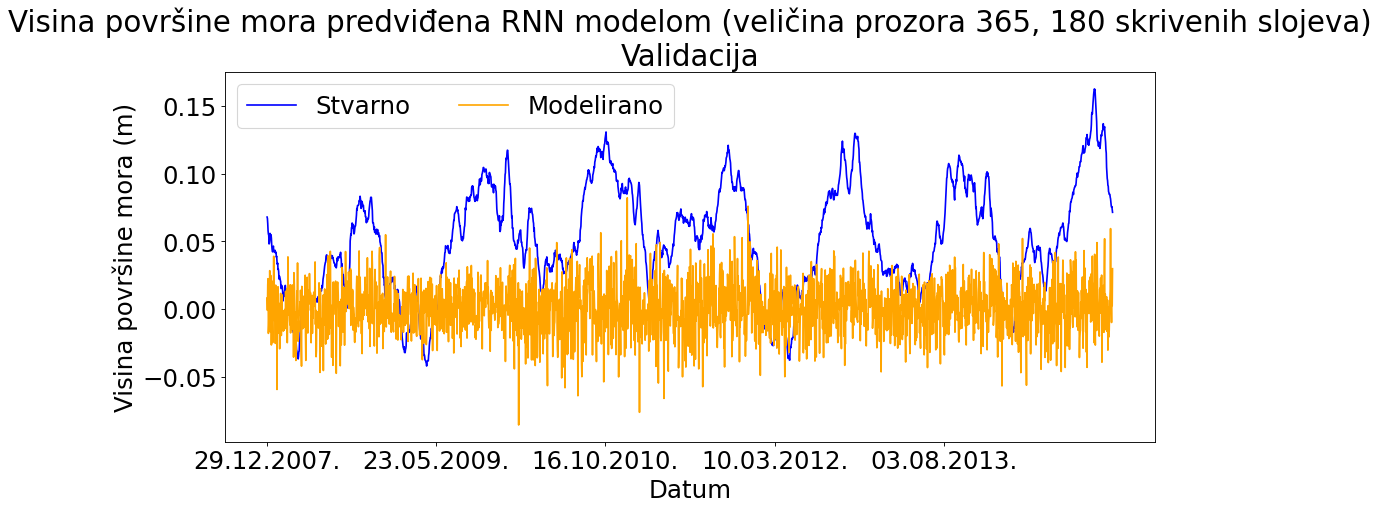 Visina površine mora predviđena RNN modelom (veličina prozora 365, 180 skrivenih slojeva)
Validacija
Stvarno Modelirano
Visina površine mora (m)
0.15
0.10
0.05
0.00
−0.05
29.12.2007. 23.05.2009. 16.10.2010. 10.03.2012. 03.08.2013.
Datum